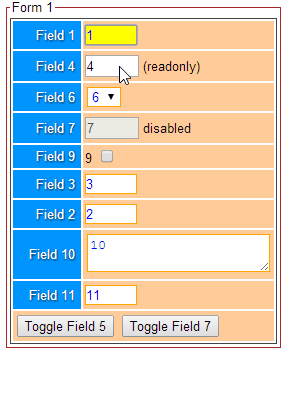 Form 1
Field 1 1
Field 4 4 (readonly)
Field 6 6
Field 7 7 disabled
Field 9 9
Field 3 3
Field 2 2
Field 10 10
Field 11 11
Toggle Field 5 Toggle Field 7